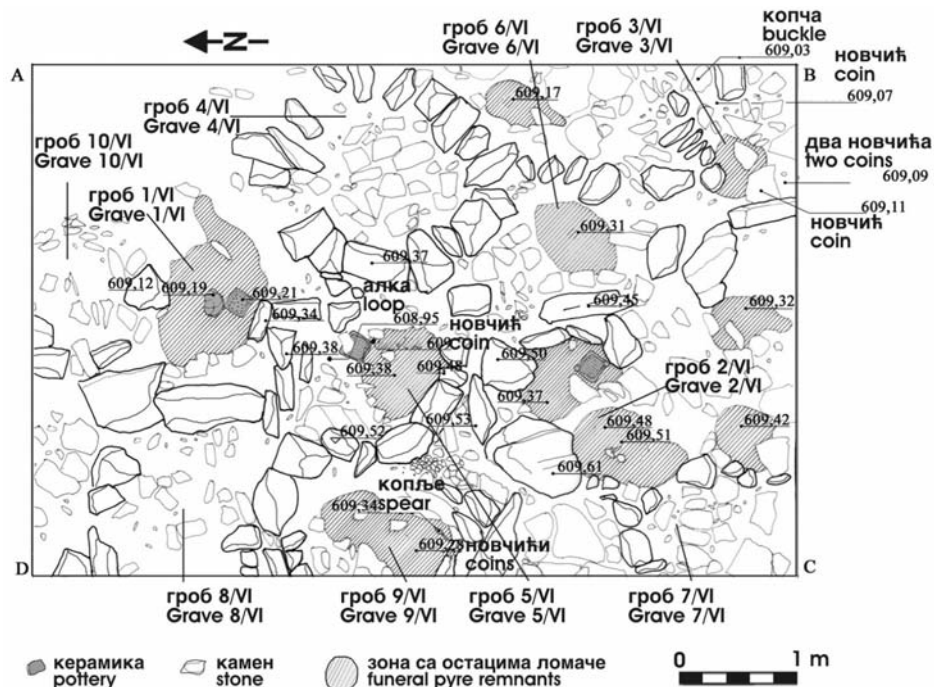 N
A
B
C
D
гроб 6/VI
Grave 6/VI
гроб 3/VI
Grave 3/VI
копча
buckle
609,03
новчић
coin
609,07
гроб 4/VI
Grave 4/VI
609,17
гроб 10/VI
Grave 10/VI
гроб 1/VI
Grave 1/VI
два новчића
two coins
609,09
609,11
новчић
coin
609,31
609,37
609,12
609,19
609,21
алка
loop
609,45
609,32
609,34
608,95
новчић
coin
609,38
609,50
609,38
609,48
гроб 2/VI
Grave 2/VI
609,37
609,48
609,42
609,53
609,51
609,52
609,61
копље
spear
609,34
новчићи
coins
609,28
гроб 8/VI
Grave 8/VI
гроб 9/VI
Grave 9/VI
гроб 5/VI
Grave 5/VI
гроб 7/VI
Grave 7/VI
керамика
pottery
камен
stone
зона са остацима ломаче
funeral pyre remnants
0 1 m